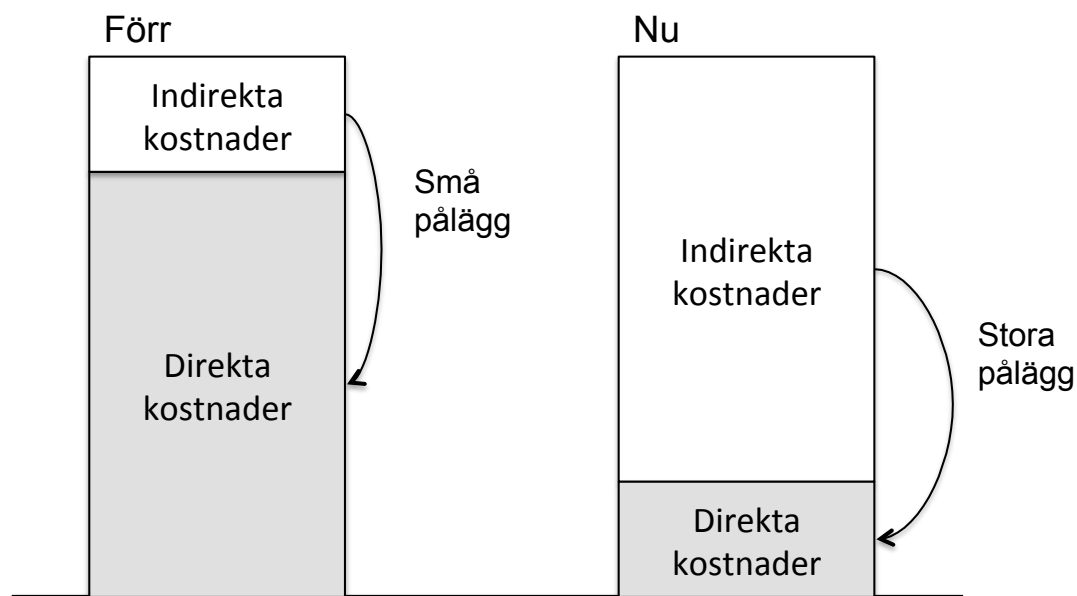 Förr
Indirekta
kostnader
Små
pålägg
Direkta
kostnader
Nu
Indirekta
kostnader
Stora
pålägg
Direkta
kostnader